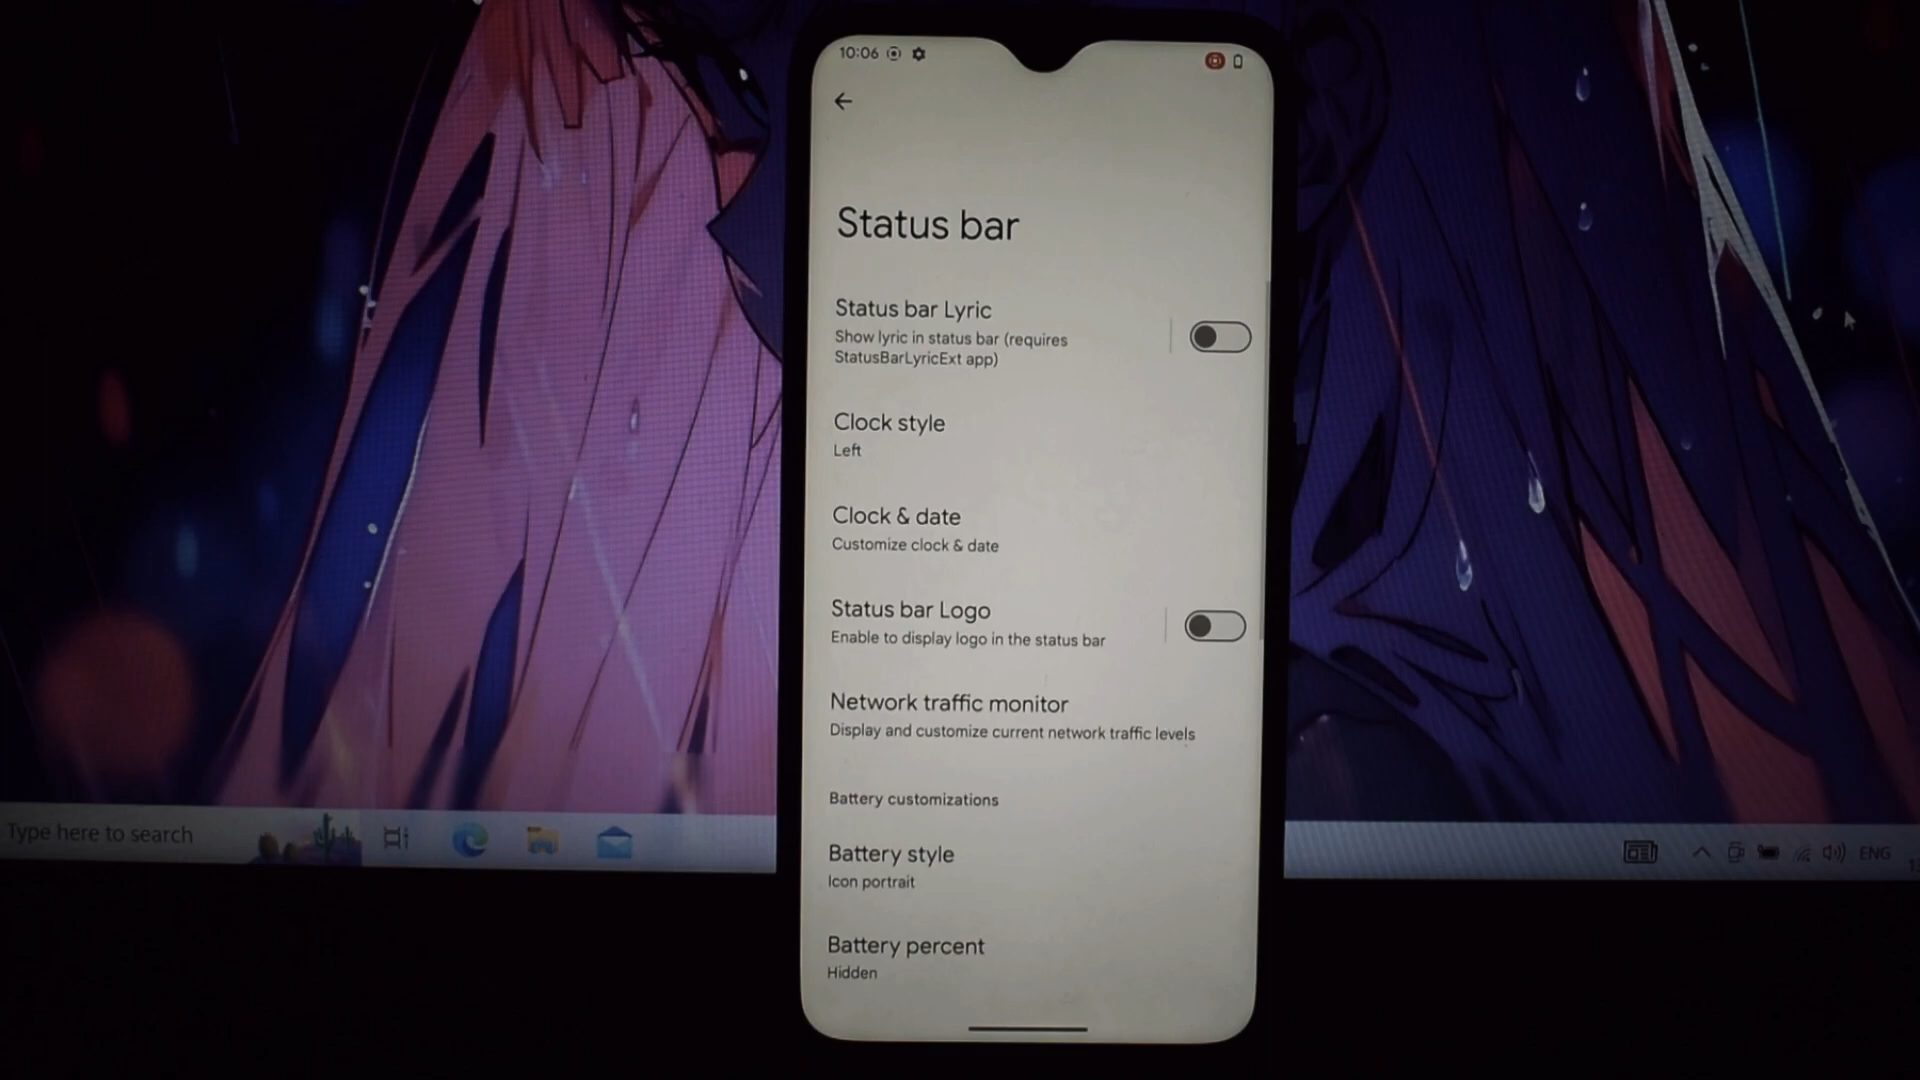 10:06
Status bar
Status bar Lyric
Show lyric in status bar (requires
StatusBarLyricExt app)
Clock style
Left
Clock & date
Customize clock & date
Status bar Logo
Enable to display logo in the status bar
Network traffic monitor
Display and customize current network traffic levels
Battery customizations
Battery style
Icon portrait
Battery percent
Hidden
Type here to search
ENG